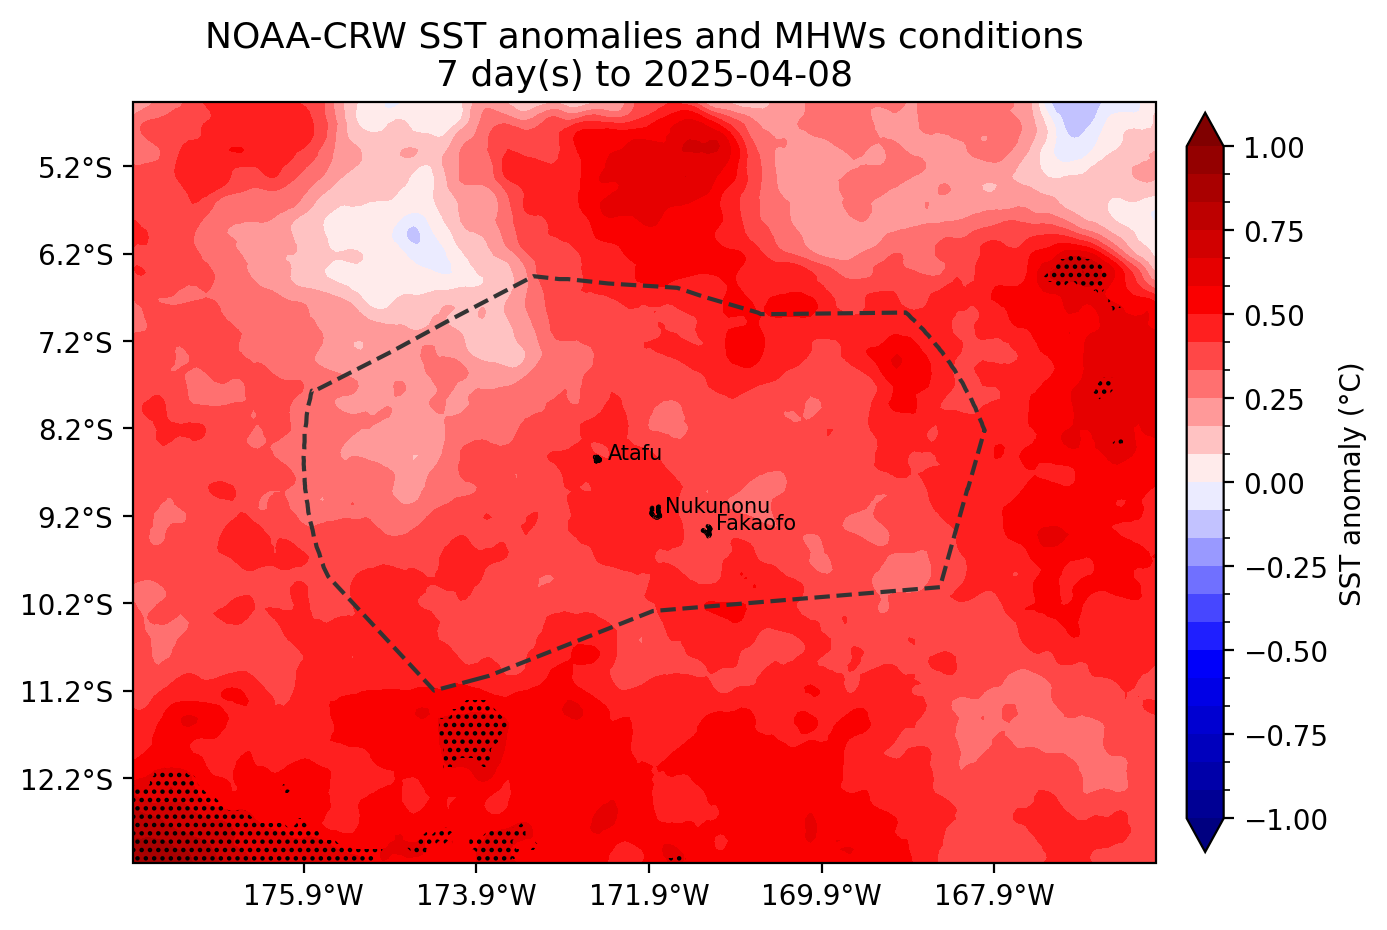 NOAA-CRW SST anomalies and MHWs conditions
7 day(s) to 2025-04-08
5.2°S
6.2°S
7.2°S
8.2°S
9.2°S
10.2°S
11.2°S
12.2°S
Atafu
Nukunonu
Fakaofo
175.9°W
173.9°W
171.9°W
169.9°W
167.9°W
1.00
0.75
0.50
0.25
0.00
−0.25
−0.50
−0.75
−1.00
SST anomaly (°C)